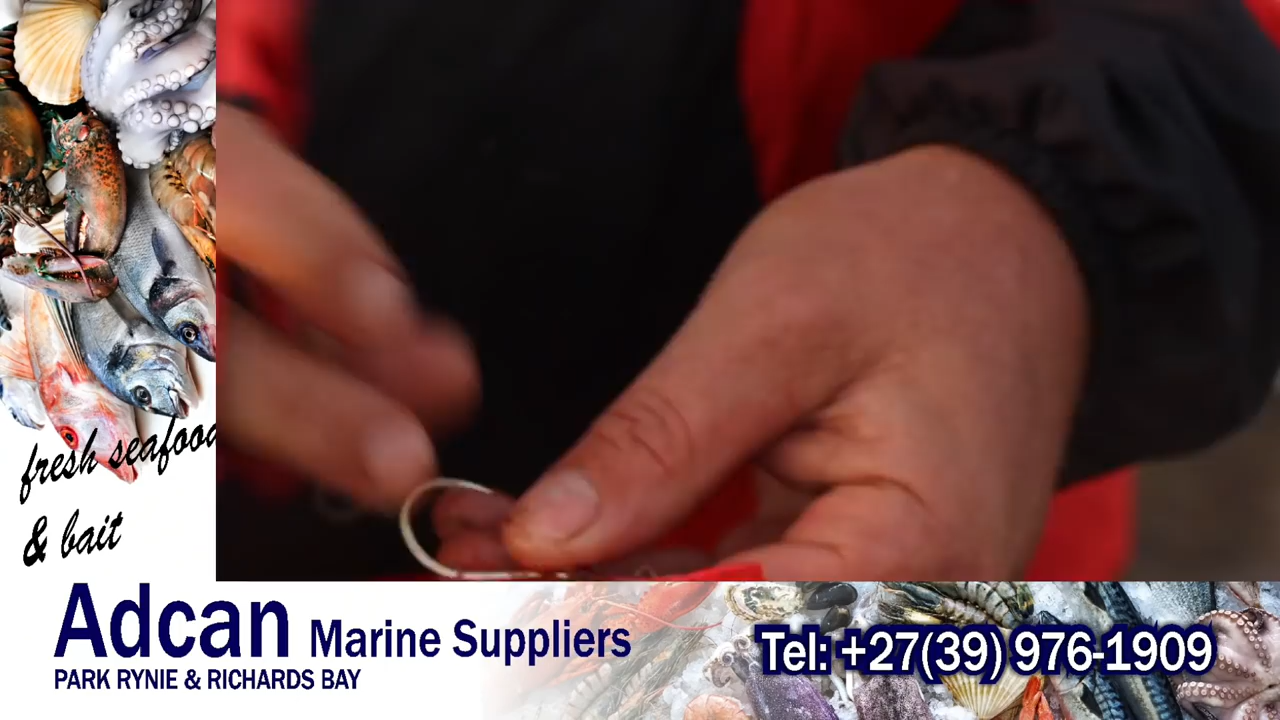 fresh seafood
& bait
Adcan Marine Suppliers
PARK RYNIE & RICHARDS BAY
Tel: +27(39) 976-1909